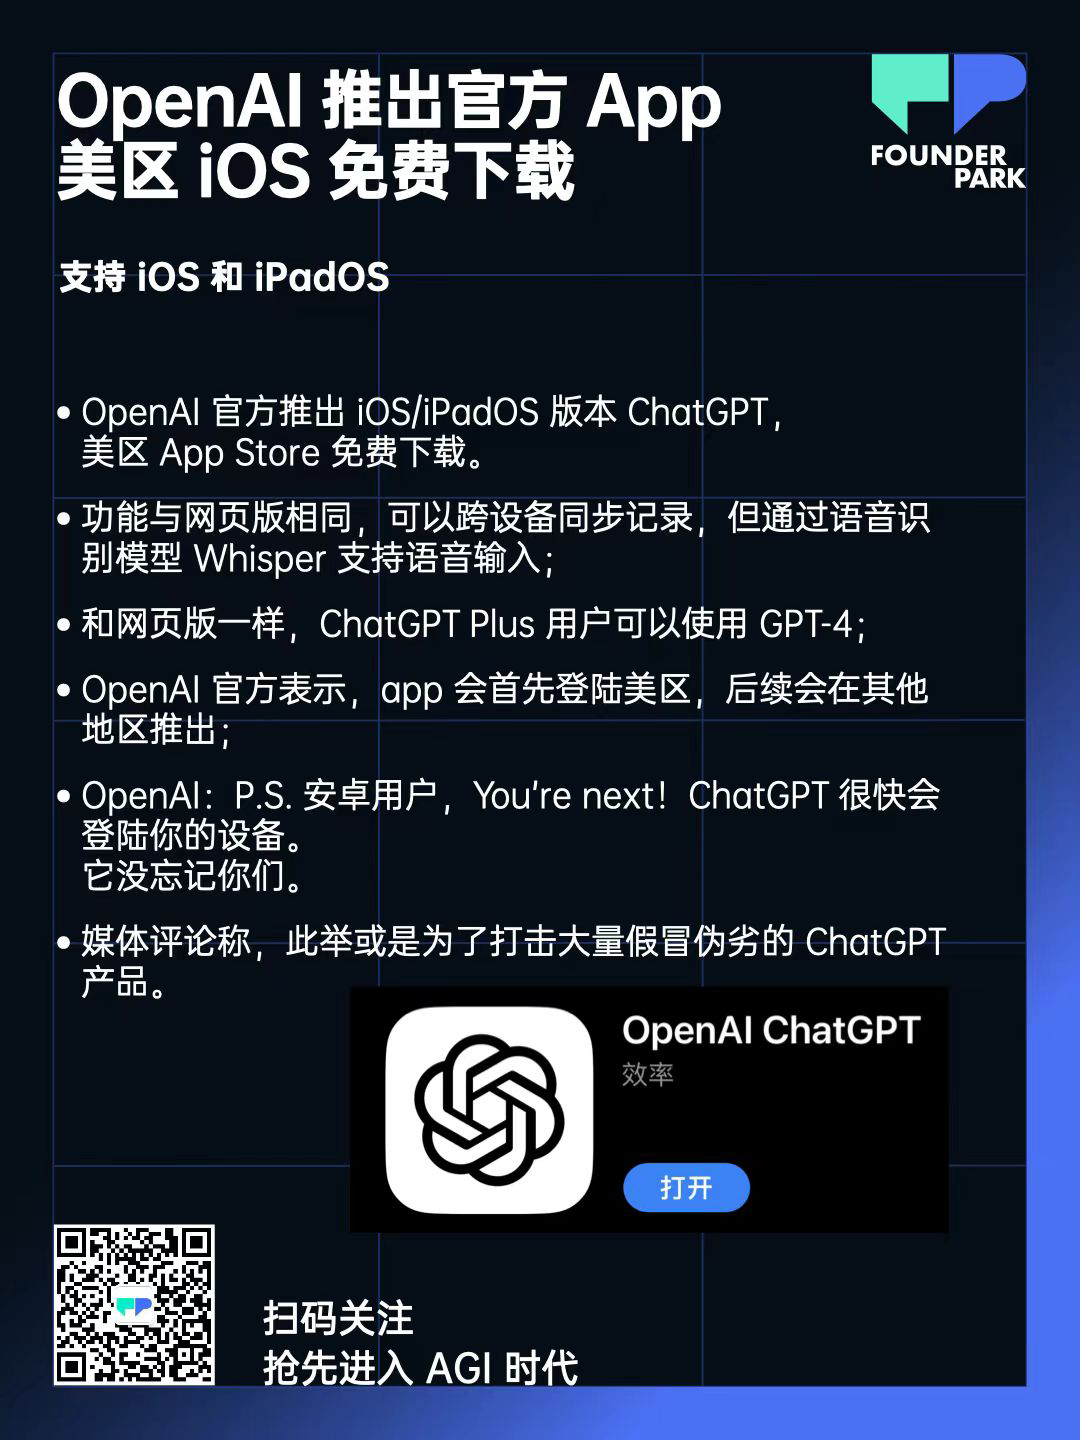 OpenAI 推出官方 App
美区 iOS 免费下载
FOUNDER
PARK
支持 iOS 和 iPadOS
• OpenAI 官方推出 iOS/iPadOS 版本 ChatGPT，
美区 App Store 免费下载。
• 功能与网页版相同，可以跨设备同步记录，但通过语音识
别模型 Whisper 支持语音输入；
• 和网页版一样，ChatGPT Plus 用户可以使用 GPT-4；
• OpenAI 官方表示，app 会首先登陆美区，后续会在其他
地区推出；
• OpenAI：P.S. 安卓用户，You're next！ChatGPT 很快会
登陆你的设备。
它没忘记你们。
• 媒体评论称，此举或是为了打击大量假冒伪劣的 ChatGPT
产品。
OpenAI ChatGPT
效率
打开
扫码关注
抢先进入 AGI 时代